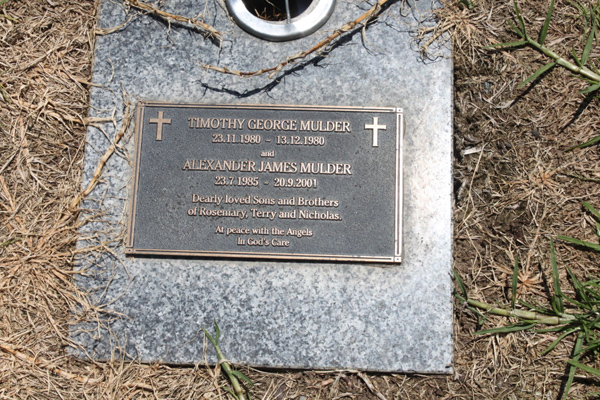 TIMOTHY GEORGE MULDER
23.11.1980 - 13.12.1980
and
ALEXANDER JAMES MULDER
23.7.1985 - 20.9.2001
Dearly loved Sons and Brothers
of Rosemary, Terry and Nicholas.
At peace with the Angels
In God's Care